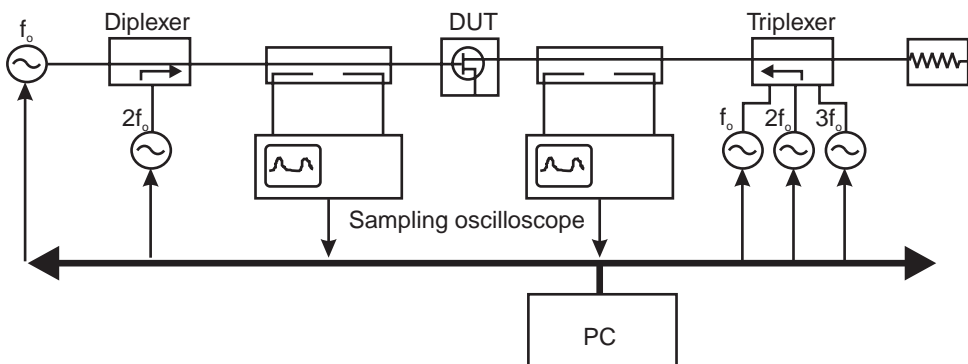 Diplexer
DUT
Triplexer
fo
2fo
fo
2fo
3fo
Sampling oscilloscope
PC